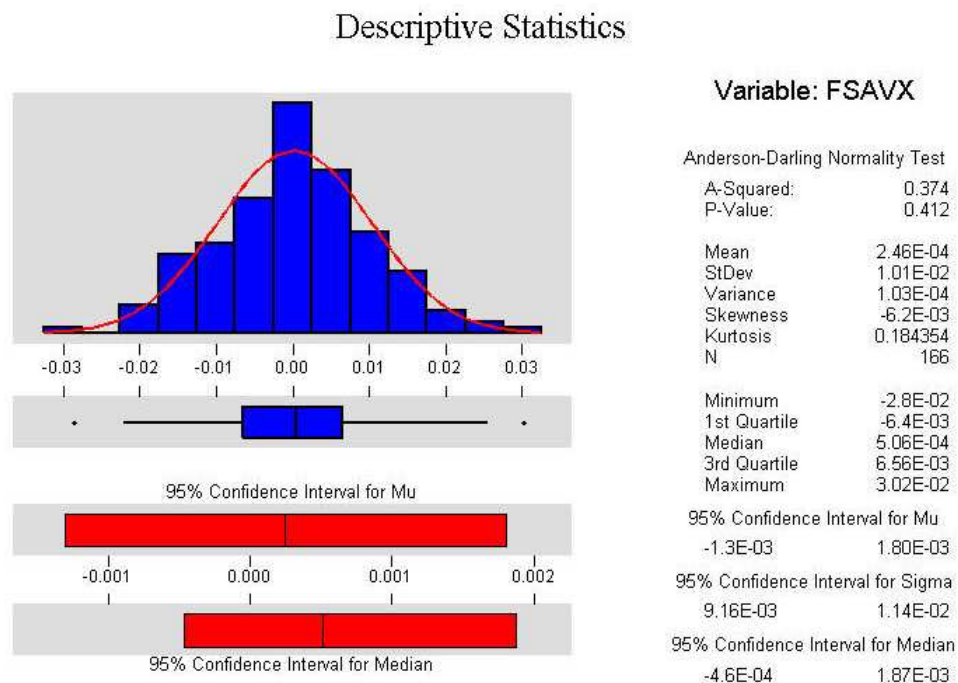 Descriptive Statistics
Variable: FSAVX
Anderson-Darling Normality Test
A-Squared: 0.374
P-Value: 0.412
Mean 2.46E-04
StDev 1.01E-02
Variance 1.03E-04
Skewness -6.2E-03
Kurtosis 0.184354
N 166
Minimum -2.8E-02
1st Quartile -6.4E-03
Median 5.06E-04
3rd Quartile 6.56E-03
Maximum 3.02E-02
95% Confidence Interval for Mu
-1.3E-03 1.80E-03
95% Confidence Interval for Sigma
9.16E-03 1.14E-02
95% Confidence Interval for Median
-4.6E-04 1.87E-03
-0.03 -0.02 -0.01 0.00 0.01 0.02 0.03
95% Confidence Interval for Mu
-0.001 0.000 0.001 0.002
95% Confidence Interval for Median